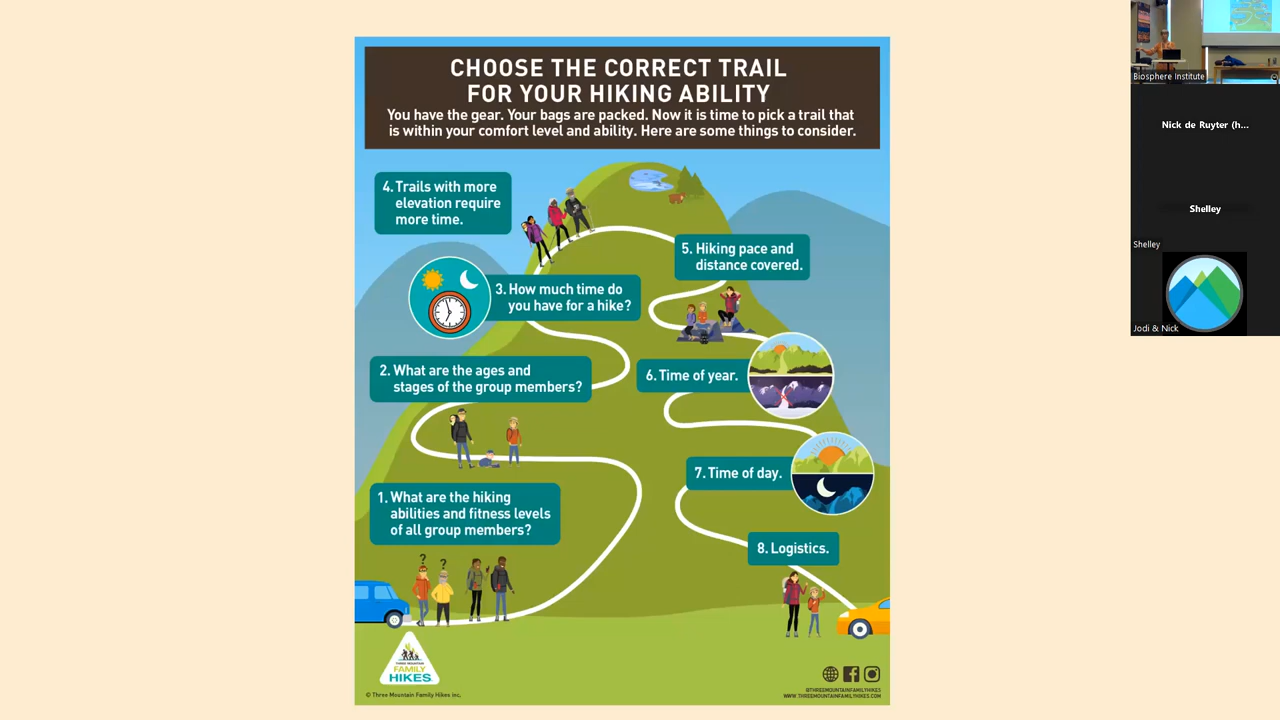 CHOOSE THE CORRECT TRAIL
FOR YOUR HIKING ABILITY
You have the gear. Your bags are packed. Now it is time to pick a trail that
is within your comfort level and ability. Here are some things to consider.
4. Trails with more
elevation require
more time.
5. Hiking pace and
distance covered.
3. How much time do
you have for a hike?
2. What are the ages and
stages of the group members?
6. Time of year.
7. Time of day.
1. What are the hiking
abilities and fitness levels
of all group members?
8. Logistics.
? ?
THREE MOUNTAIN
FAMILY
HIKES
© Three Mountain Family Hikes inc.
@THREEMOUNTAINFAMILYHIKES
WWW.THREEMOUNTAINFAMILYHIKES.COM
Biosphere Institute
Nick de Ruyter (h...
Shelley
Shelley
Jodi & Nick